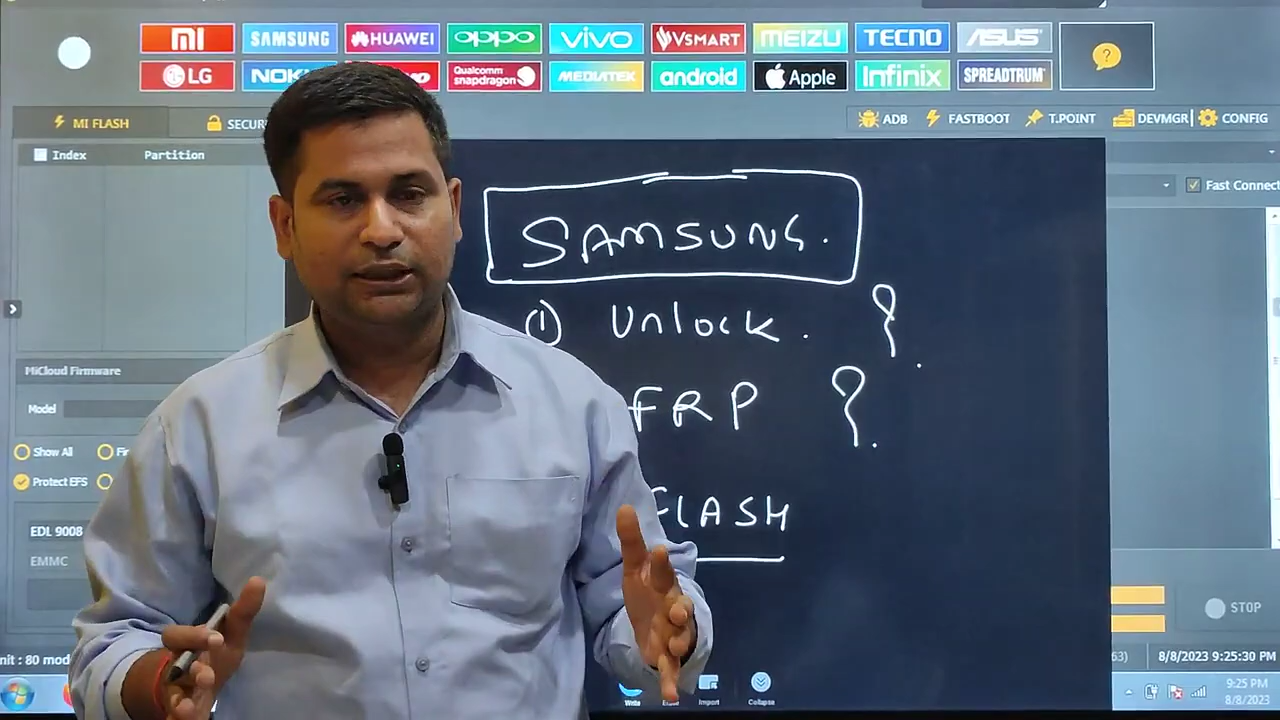 MI SAMSUNG HUAWEI oppo vivo VSMART MEIZU TECNO ASUS
LG NOKIA Qualcomm snapdragon MEDIATEK android Apple Infinix SPREADTRUM
MI FLASH
ADB FASTBOOT T.POINT DEVMGR CONFIG
Index Partition
Fast Connect
SAMSUNG.
① Unlock. ?
FRP ?
FLASH
MiCloud Firmware
Model
Show All
Protect EFS
EDL 9008
EMMC
STOP
8/8/2023 9:25:30 PM
Write Import Collapse
9:25 PM
8/8/2023